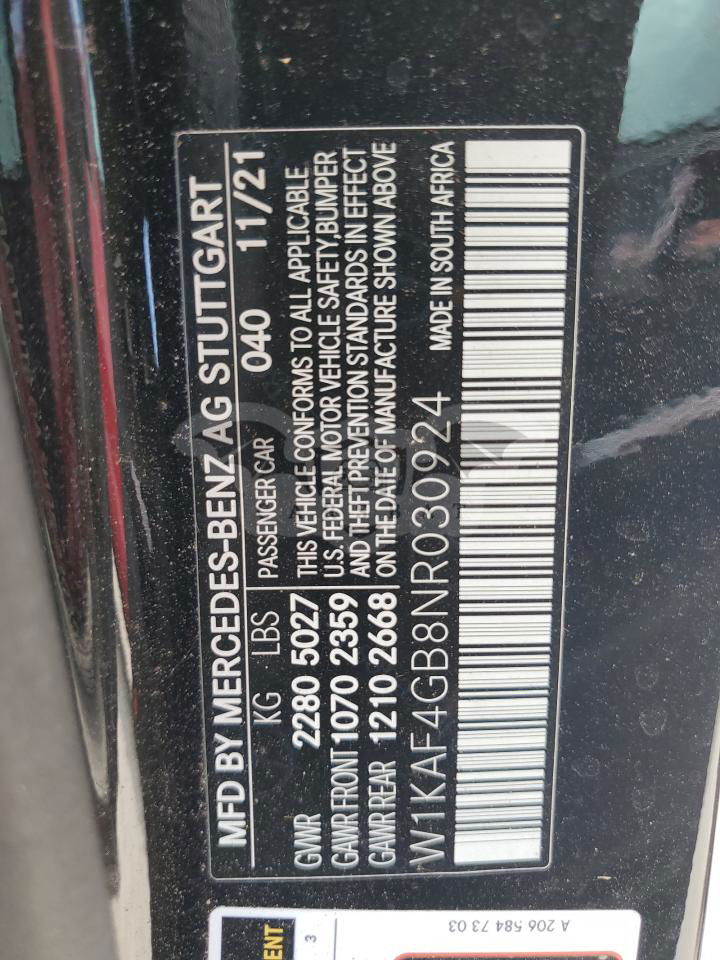 MFD BY MERCEDES-BENZ AG STUTTGART
KG LBS PASSENGER CAR 040 11/21
GVWR 2280 5027 THIS VEHICLE CONFORMS TO ALL APPLICABLE
U.S. FEDERAL MOTOR VEHICLE SAFETY,BUMPER
GAWR FRONT 1070 2359 AND THEFT PREVENTION STANDARDS IN EFFECT
GAWR REAR 1210 2668 ON THE DATE OF MANUFACTURE SHOWN ABOVE
W1KAF4GB8NR030924 MADE IN SOUTH AFRICA
3
A 206 584 73 03